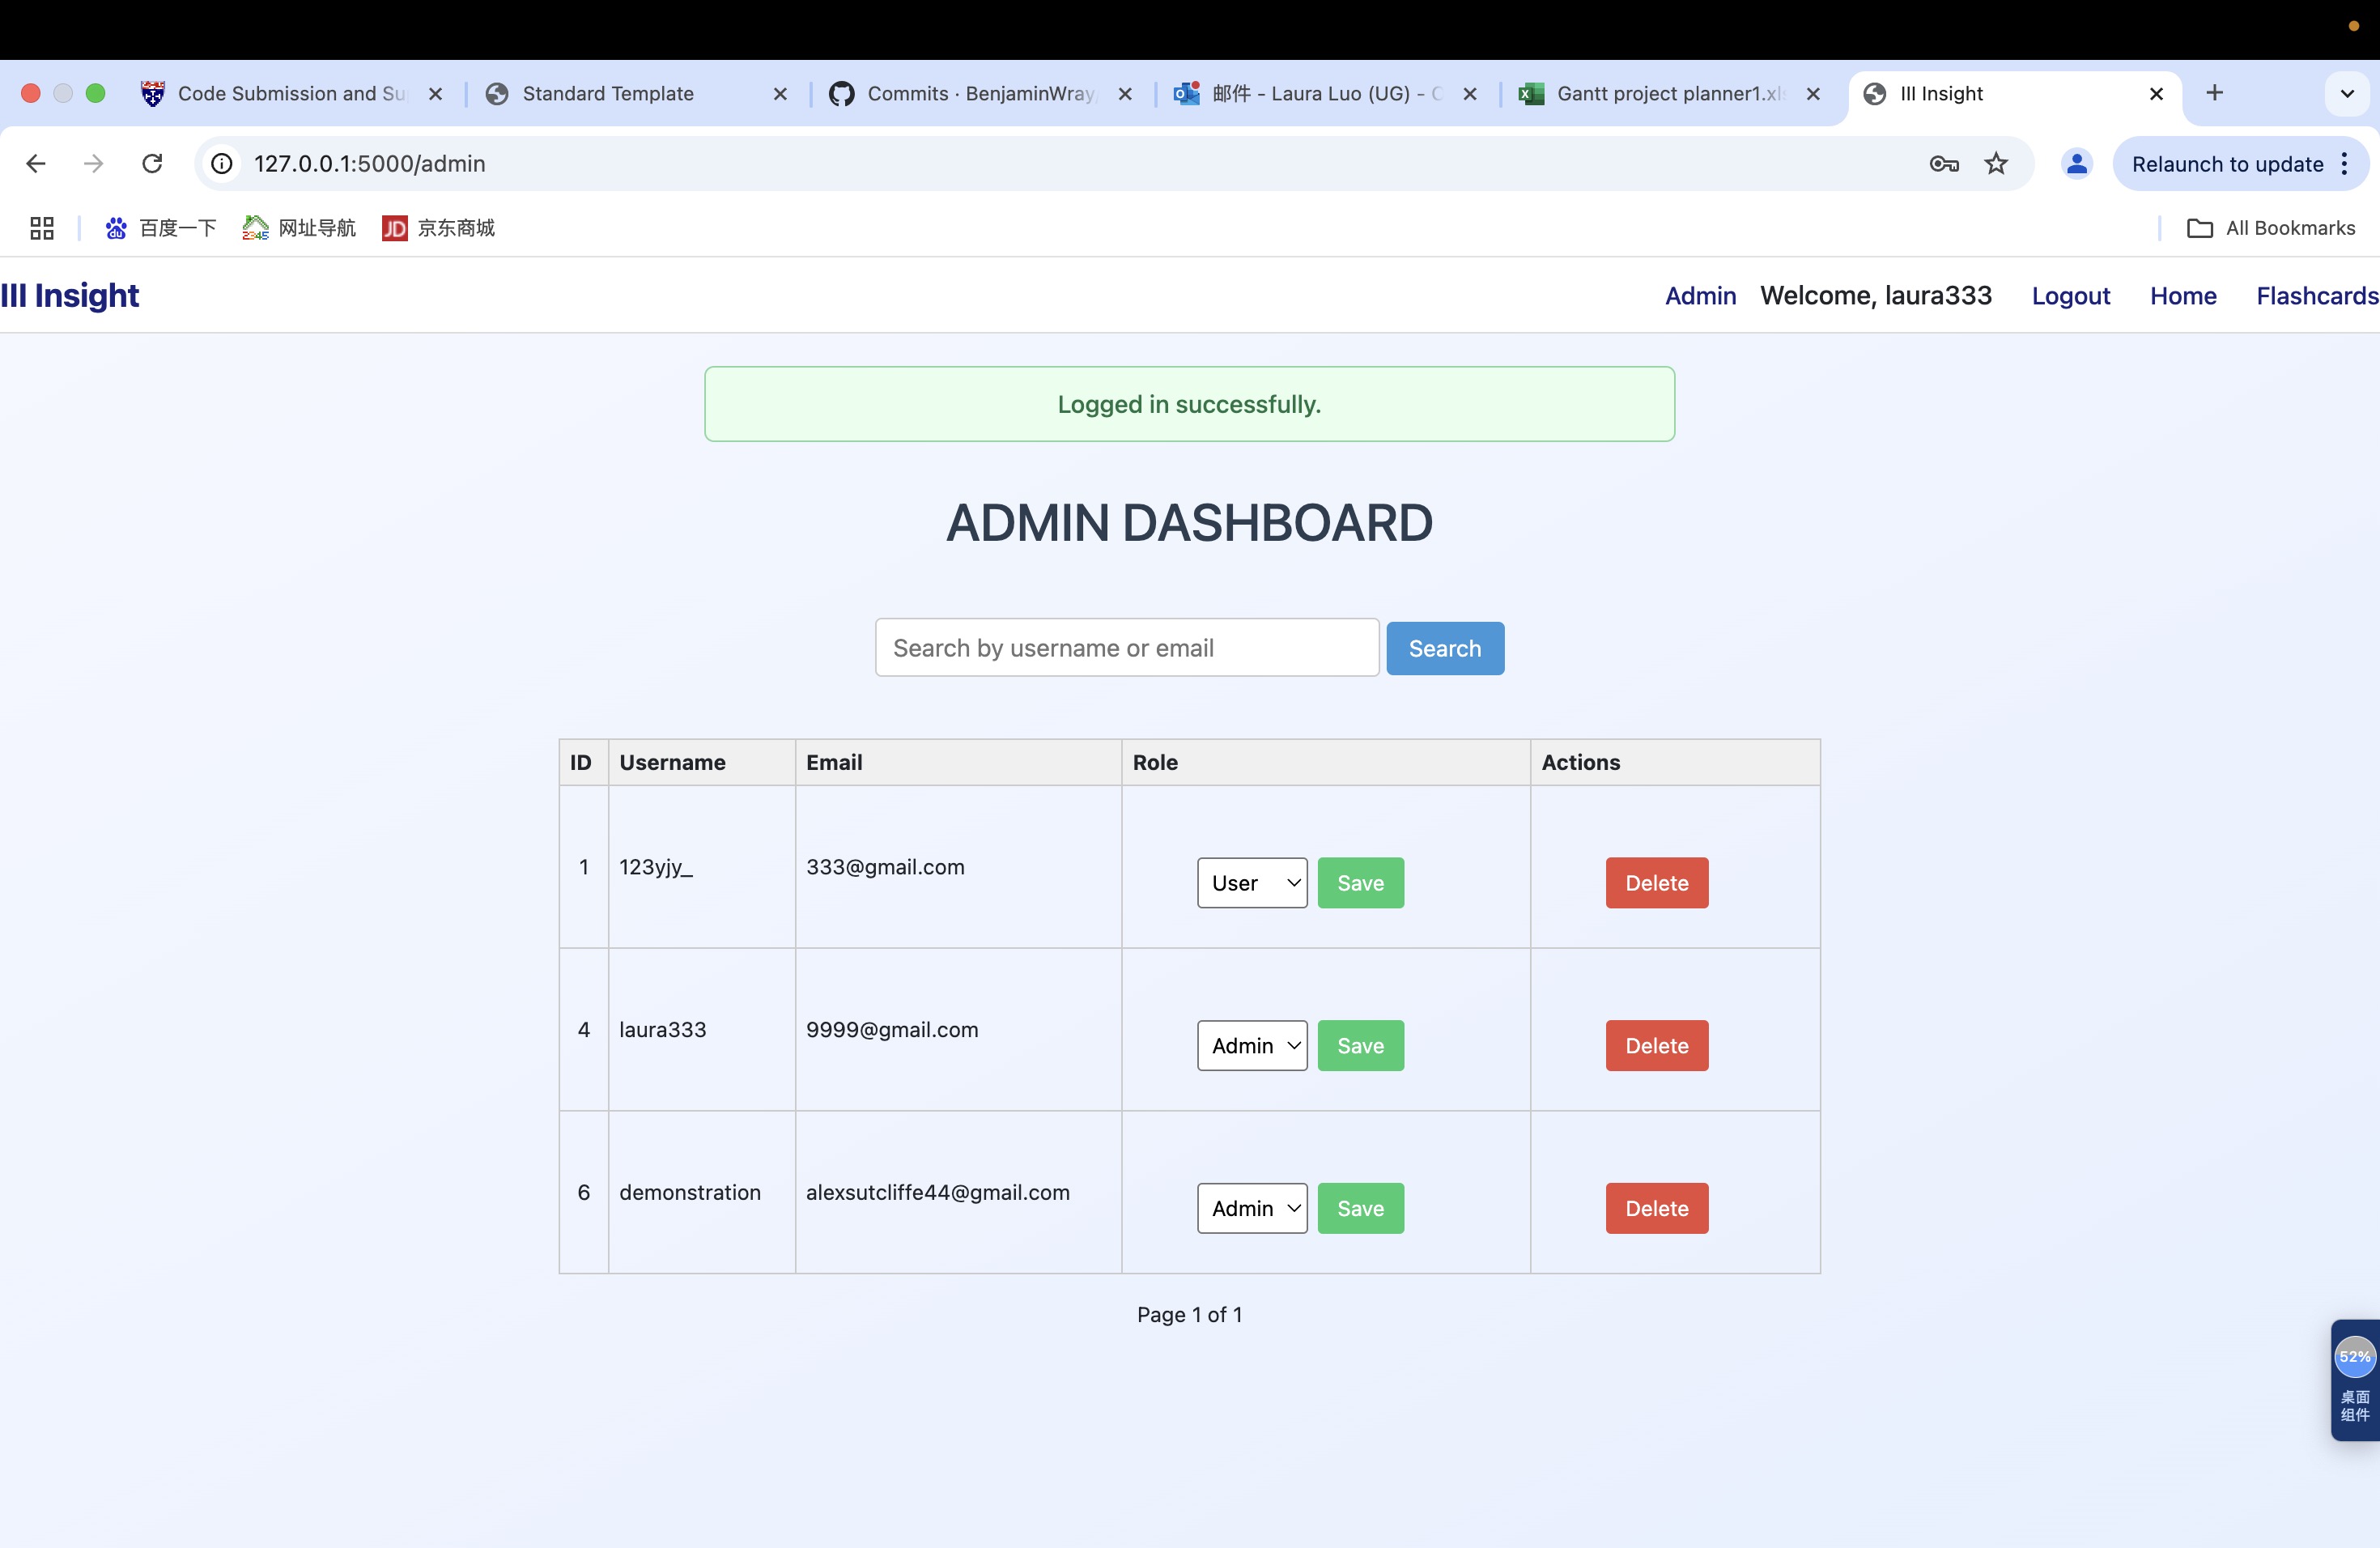 Code Submission and Su
Standard Template
Commits · BenjaminWray/
邮件 - Laura Luo (UG) - O
Gantt project planner1.xls
Ill Insight
127.0.0.1:5000/admin
Relaunch to update
百度一下
网址导航
京东商城
All Bookmarks
Ill Insight
Admin Welcome, laura333 Logout Home Flashcards
Logged in successfully.
ADMIN DASHBOARD
Search by username or email
Search
ID Username Email Role Actions
1 123yjy_ 333@gmail.com User Save Delete
4 laura333 9999@gmail.com Admin Save Delete
6 demonstration alexsutcliffe44@gmail.com Admin Save Delete
Page 1 of 1
52%
桌面
组件